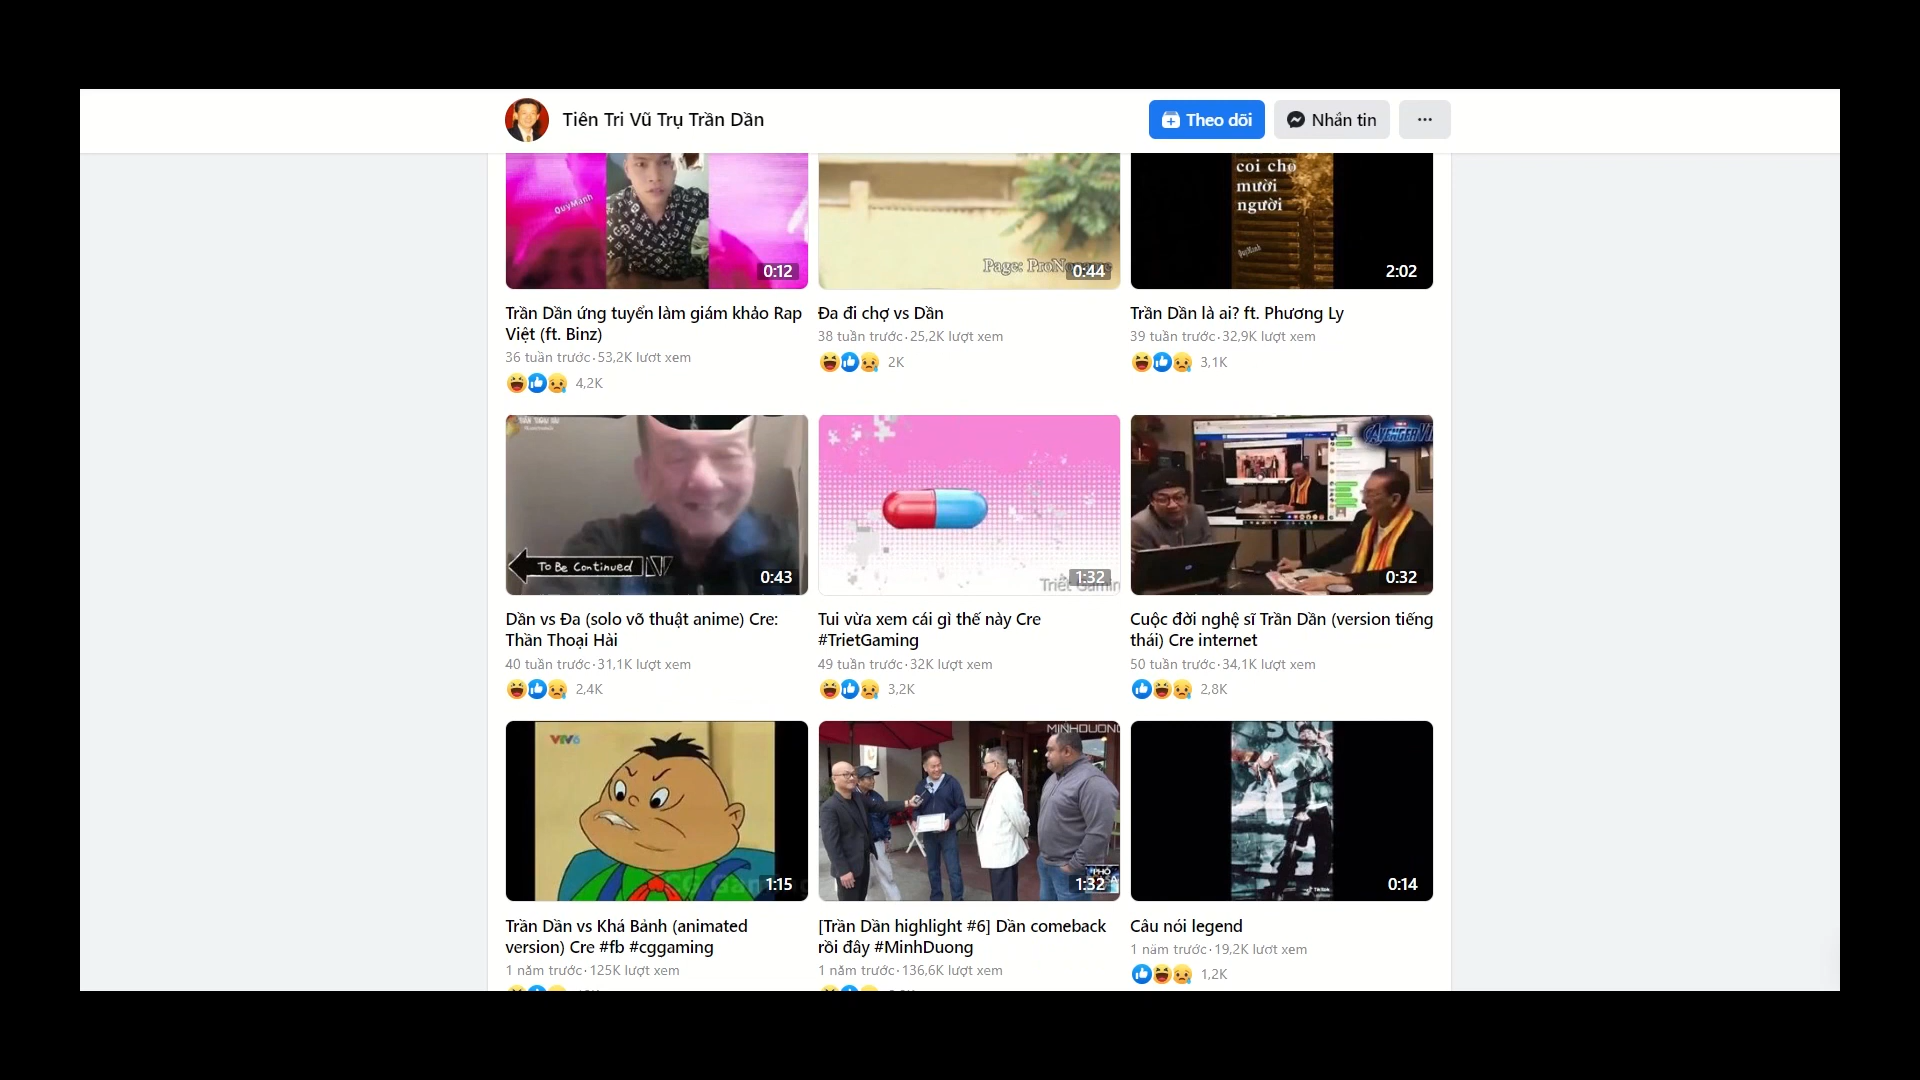 Tiên Tri Vũ Trụ Trần Dần
Theo dõi
Nhắn tin
coi chợ
mười
người
QuýMạnh
0:12
Page:
0:44
2:02
Trần Dần ứng tuyển làm giám khảo Rap
Việt (ft. Binz)
36 tuần trước · 53,2K lượt xem
4,2K
Đa đi chợ vs Dần
38 tuần trước · 25,2K lượt xem
2K
Trần Dần là ai? ft. Phương Ly
39 tuần trước · 32,9K lượt xem
3,1K
To Be Continued
0:43
Triết Gaming
1:32
0:32
Dần vs Đa (solo võ thuật anime) Cre:
Thần Thoại Hải
40 tuần trước · 31,1K lượt xem
2,4K
Tui vừa xem cái gì thế này Cre
#TrietGaming
49 tuần trước · 32K lượt xem
3,2K
Cuộc đời nghệ sĩ Trần Dần (version tiếng
thái) Cre internet
50 tuần trước · 34,1K lượt xem
2,8K
VTV6
1:15
MINHDUONG
PHỐ
1:32
TikTok
0:14
Trần Dần vs Khá Bảnh (animated
version) Cre #fb #cggaming
1 năm trước · 125K lượt xem
[Trần Dần highlight #6] Dần comeback
rồi đây #MinhDuong
1 năm trước · 136,6K lượt xem
Câu nói legend
1 năm trước · 19,2K lượt xem
1,2K